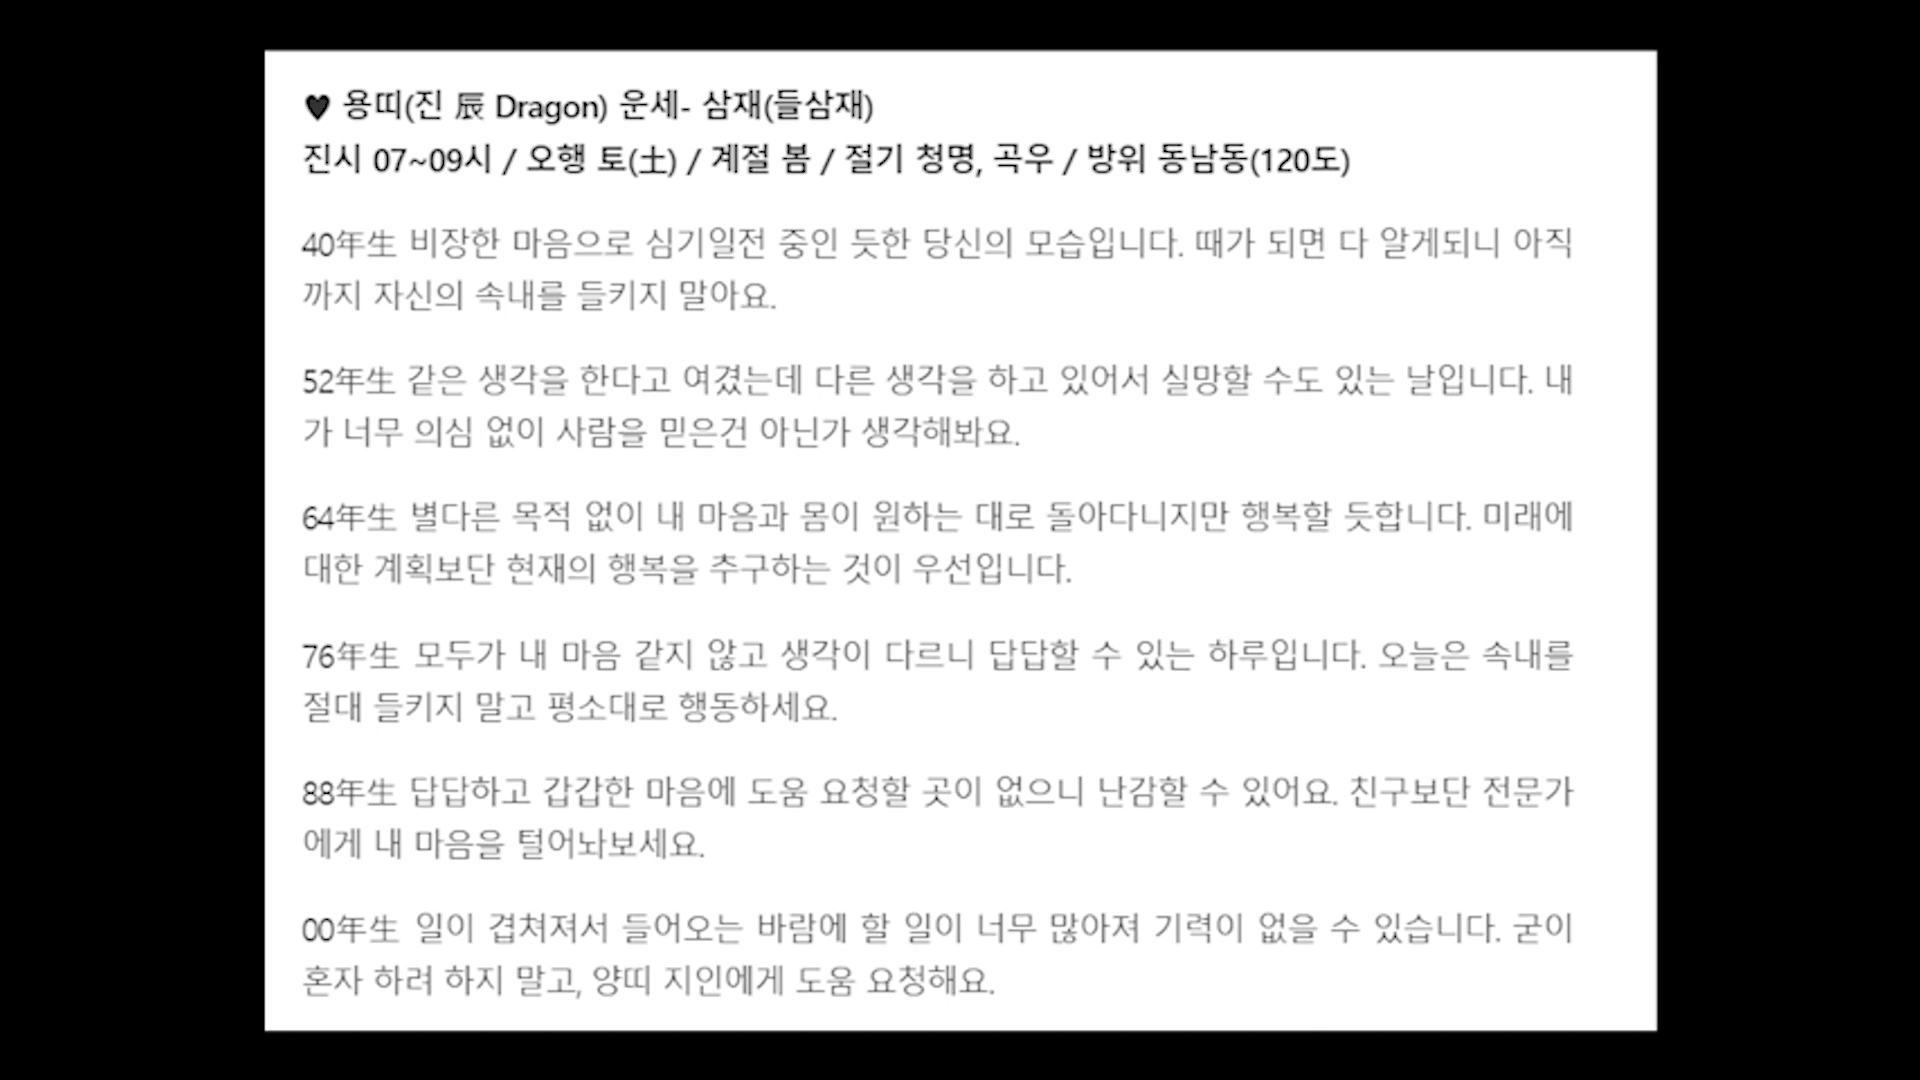 ♥ 용띠(진 辰 Dragon) 운세- 삼재(들삼재)
진시 07~09시 / 오행 토(土) / 계절 봄 / 절기 청명, 곡우 / 방위 동남동(120도)
40年生 비장한 마음으로 심기일전 중인 듯한 당신의 모습입니다. 때가 되면 다 알게되니 아직
까지 자신의 속내를 들키지 말아요.
52年生 같은 생각을 한다고 여겼는데 다른 생각을 하고 있어서 실망할 수도 있는 날입니다. 내
가 너무 의심 없이 사람을 믿은건 아닌가 생각해봐요.
64年生 별다른 목적 없이 내 마음과 몸이 원하는 대로 돌아다니지만 행복할 듯합니다. 미래에
대한 계획보단 현재의 행복을 추구하는 것이 우선입니다.
76年生 모두가 내 마음 같지 않고 생각이 다르니 답답할 수 있는 하루입니다. 오늘은 속내를
절대 들키지 말고 평소대로 행동하세요.
88年生 답답하고 갑갑한 마음에 도움 요청할 곳이 없으니 난감할 수 있어요. 친구보단 전문가
에게 내 마음을 털어놔보세요.
00年生 일이 겹쳐져서 들어오는 바람에 할 일이 너무 많아져 기력이 없을 수 있습니다. 굳이
혼자 하려 하지 말고, 양띠 지인에게 도움 요청해요.